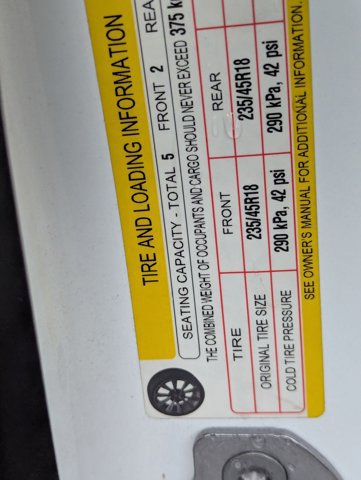 TIRE AND LOADING INFORMATION
SEATING CAPACITY - TOTAL 5 FRONT 2 REA
THE COMBINED WEIGHT OF OCCUPANTS AND CARGO SHOULD NEVER EXCEED 375 k
TIRE FRONT REAR
ORIGINAL TIRE SIZE 235/45R18 235/45R18
COLD TIRE PRESSURE 290 kPa, 42 psi 290 kPa, 42 psi
SEE OWNER'S MANUAL FOR ADDITIONAL INFORMATION